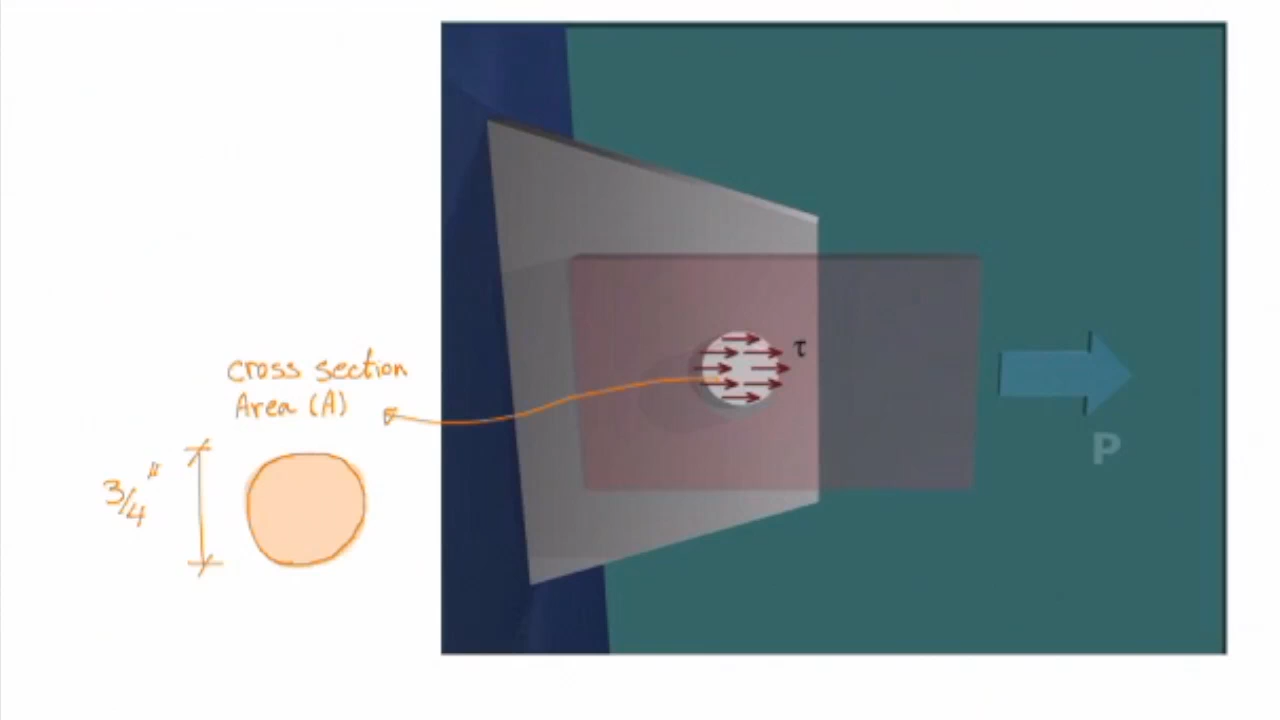 cross section
Area (A)
3/4"
τ
P